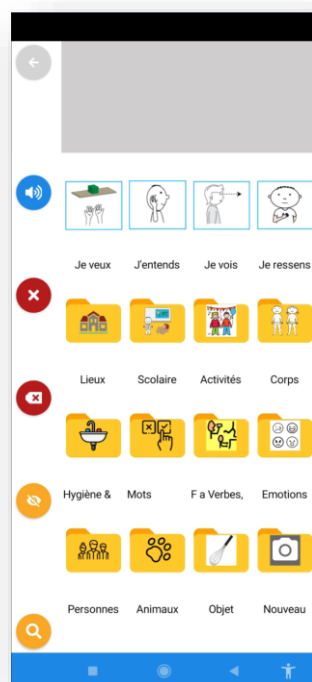 Je veux J'entends Je vois Je ressens
Lieux Scolaire Activités Corps
Hygiène & Mots F a Verbes, Emotions
Personnes Animaux Objet Nouveau